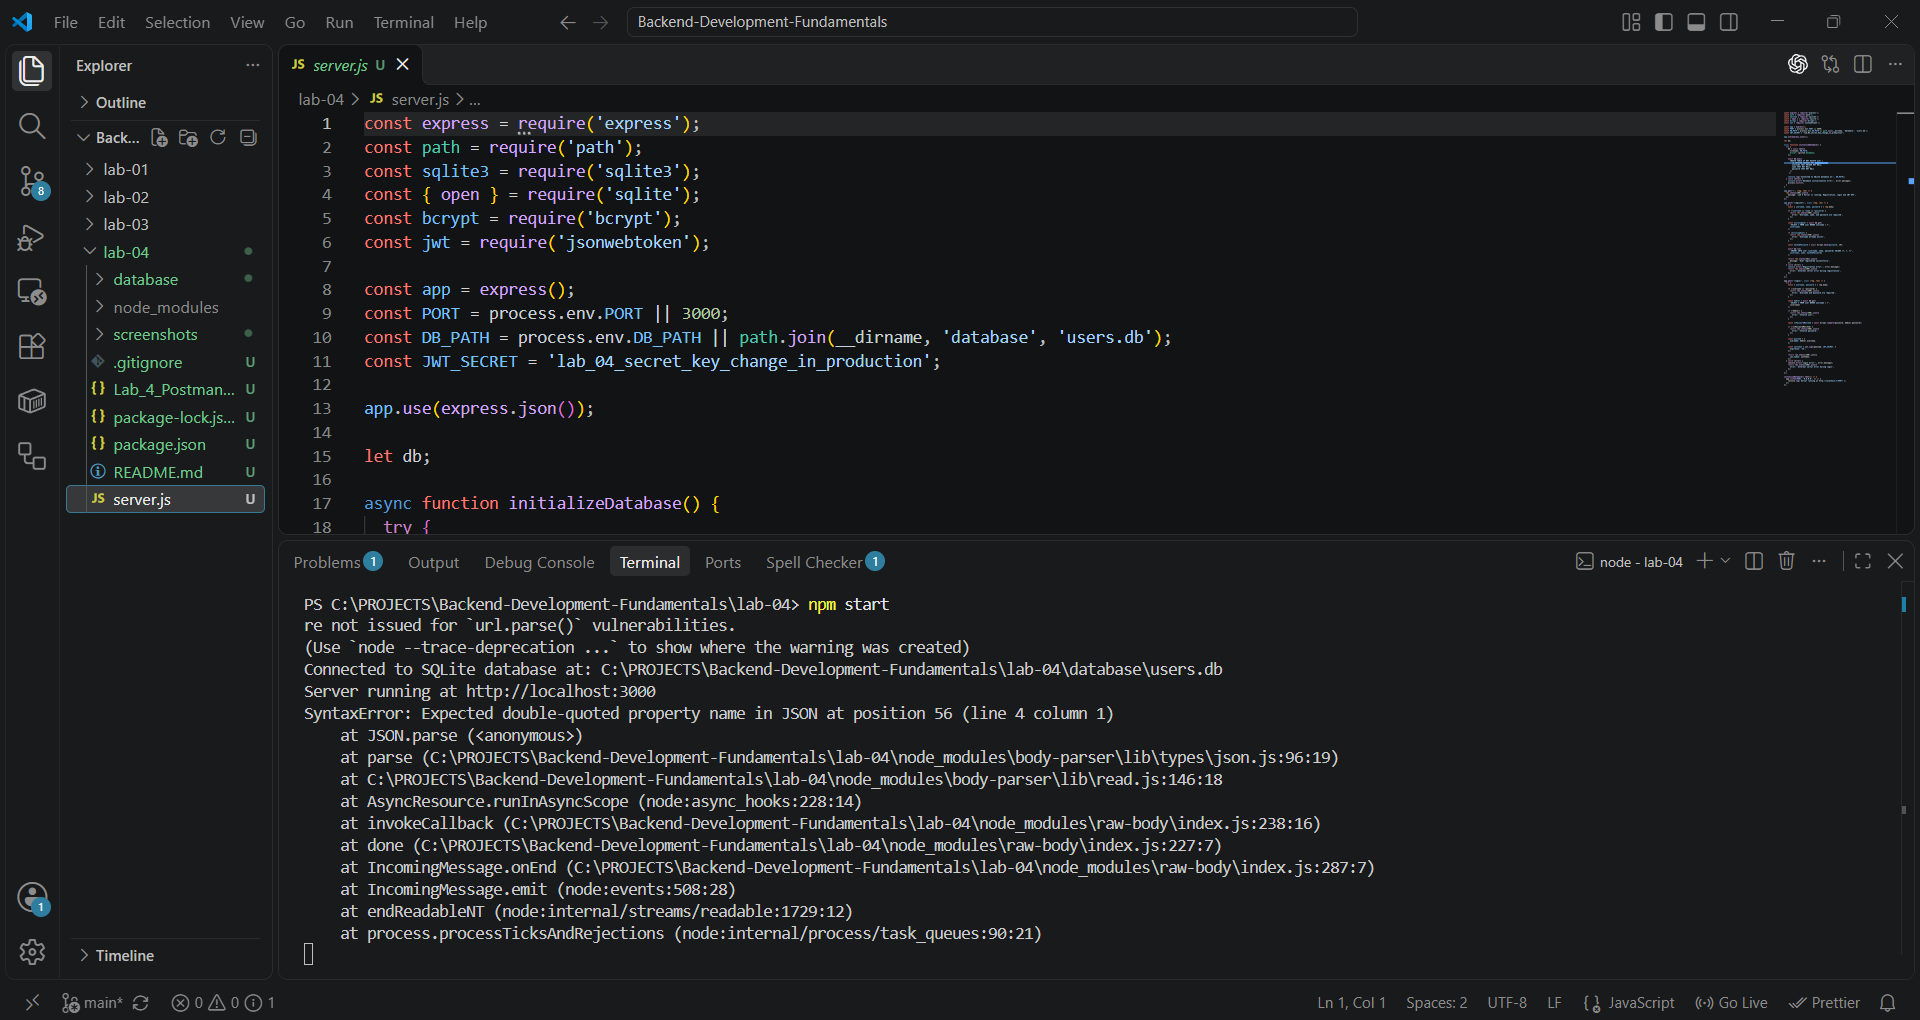 File Edit Selection View Go Run Terminal Help
Backend-Development-Fundamentals
Explorer
Outline
Back...
lab-01
lab-02
lab-03
lab-04
database
node_modules
screenshots
.gitignore U
{} Lab_4_Postman... U
{} package-lock.js... U
{} package.json U
README.md U
JS server.js U
Timeline
8
1
JS server.js U
lab-04 > JS server.js > ...
1 const express = require('express');
2 const path = require('path');
3 const sqlite3 = require('sqlite3');
4 const { open } = require('sqlite');
5 const bcrypt = require('bcrypt');
6 const jwt = require('jsonwebtoken');
7
8 const app = express();
9 const PORT = process.env.PORT || 3000;
10 const DB_PATH = process.env.DB_PATH || path.join(__dirname, 'database', 'users.db');
11 const JWT_SECRET = 'lab_04_secret_key_change_in_production';
12
13 app.use(express.json());
14
15 let db;
16
17 async function initializeDatabase() {
18 try {
Problems 1 Output Debug Console Terminal Ports Spell Checker 1
node - lab-04
PS C:\PROJECTS\Backend-Development-Fundamentals\lab-04> npm start
re not issued for `url.parse()` vulnerabilities.
(Use `node --trace-deprecation ...` to show where the warning was created)
Connected to SQLite database at: C:\PROJECTS\Backend-Development-Fundamentals\lab-04\database\users.db
Server running at http://localhost:3000
SyntaxError: Expected double-quoted property name in JSON at position 56 (line 4 column 1)
at JSON.parse (<anonymous>)
at parse (C:\PROJECTS\Backend-Development-Fundamentals\lab-04\node_modules\body-parser\lib\types\json.js:96:19)
at C:\PROJECTS\Backend-Development-Fundamentals\lab-04\node_modules\body-parser\lib\read.js:146:18
at AsyncResource.runInAsyncScope (node:async_hooks:228:14)
at invokeCallback (C:\PROJECTS\Backend-Development-Fundamentals\lab-04\node_modules\raw-body\index.js:238:16)
at done (C:\PROJECTS\Backend-Development-Fundamentals\lab-04\node_modules\raw-body\index.js:227:7)
at IncomingMessage.onEnd (C:\PROJECTS\Backend-Development-Fundamentals\lab-04\node_modules\raw-body\index.js:287:7)
at IncomingMessage.emit (node:events:508:28)
at endReadableNT (node:internal/streams/readable:1729:12)
at process.processTicksAndRejections (node:internal/process/task_queues:90:21)
main* 0 0 1
Ln 1, Col 1 Spaces: 2 UTF-8 LF {} JavaScript Go Live Prettier